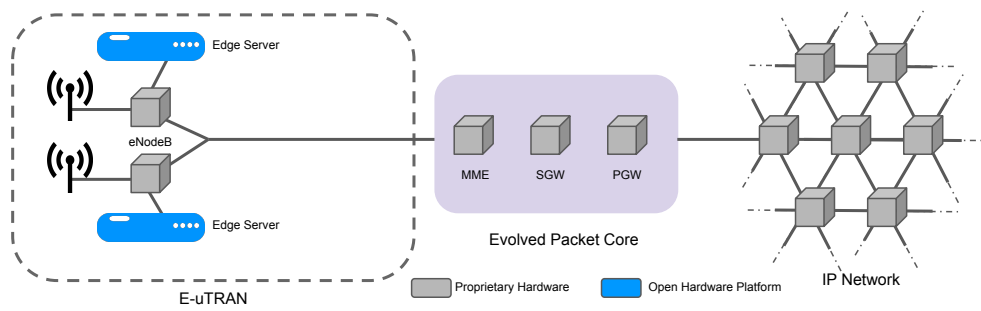 Edge Server
eNodeB
Edge Server
E-uTRAN
MME
SGW
PGW
Evolved Packet Core
IP Network
Proprietary Hardware
Open Hardware Platform